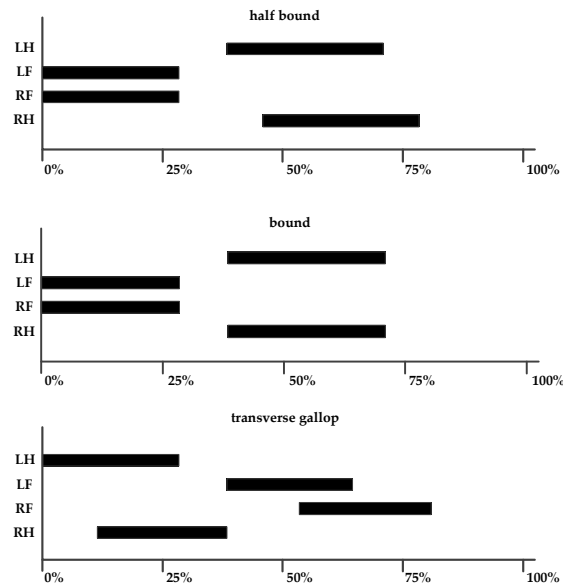 half bound
LH
LF
RF
RH
0% 25% 50% 75% 100%
bound
LH
LF
RF
RH
0% 25% 50% 75% 100%
transverse gallop
LH
LF
RF
RH
0% 25% 50% 75% 100%